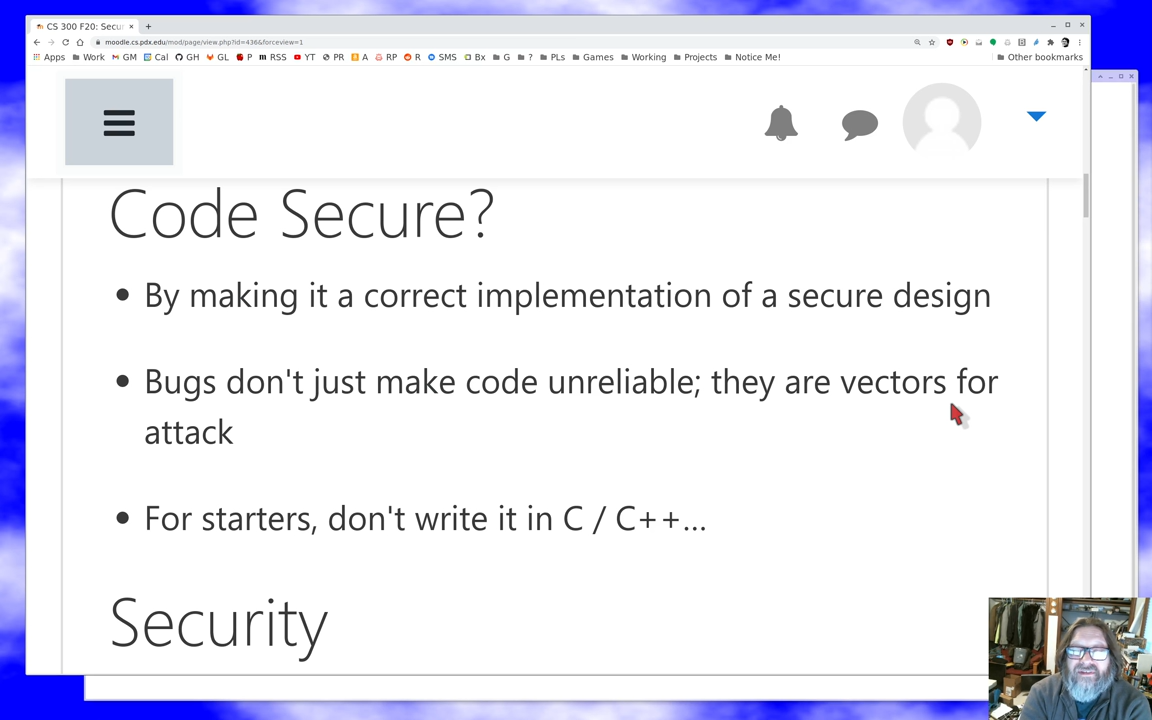 CS 300 F20: Secur
moodle.cs.pdx.edu/mod/page/view.php?id=436&forceview=1
Apps Work GM Cal GH GL P RSS YT PR A RP R SMS Bx G ? PLs Games Working Projects Notice Me! Other bookmarks
Code Secure?
• By making it a correct implementation of a secure design
• Bugs don't just make code unreliable; they are vectors for
attack
• For starters, don't write it in C / C++...
Security